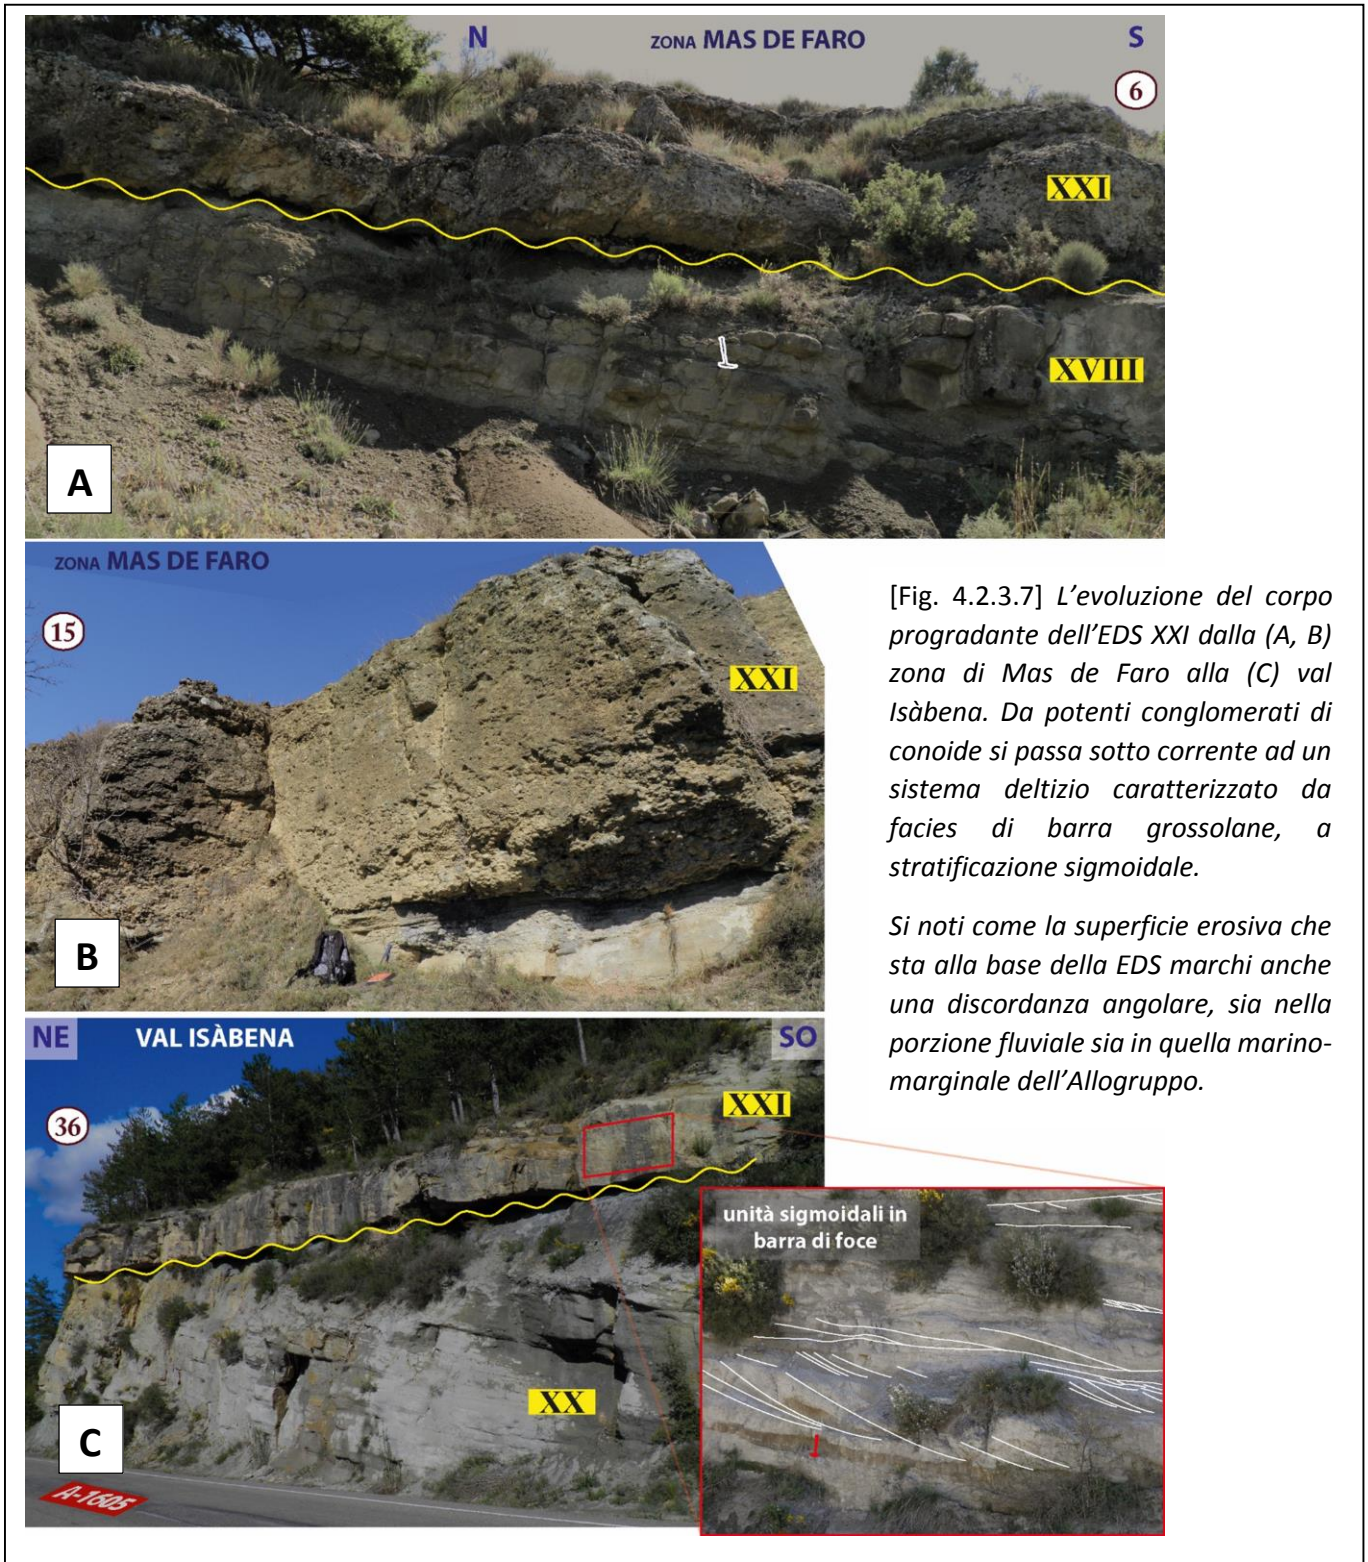 N ZONA MAS DE FARO S
6
XXI
XVIII
A
ZONA MAS DE FARO
15
XXI
B
[Fig. 4.2.3.7] L’evoluzione del corpo
progradante dell’EDS XXI dalla (A, B)
zona di Mas de Faro alla (C) val
Isàbena. Da potenti conglomerati di
conoide si passa sotto corrente ad un
sistema deltizio caratterizzato da
facies di barra grossolane, a
stratificazione sigmoidale.
Si noti come la superficie erosiva che
sta alla base della EDS marchi anche
una discordanza angolare, sia nella
porzione fluviale sia in quella marino-
marginale dell’Allogruppo.
NE VAL ISÀBENA SO
36
XXI
XX
C
A-1605
unità sigmoidali in
barra di foce